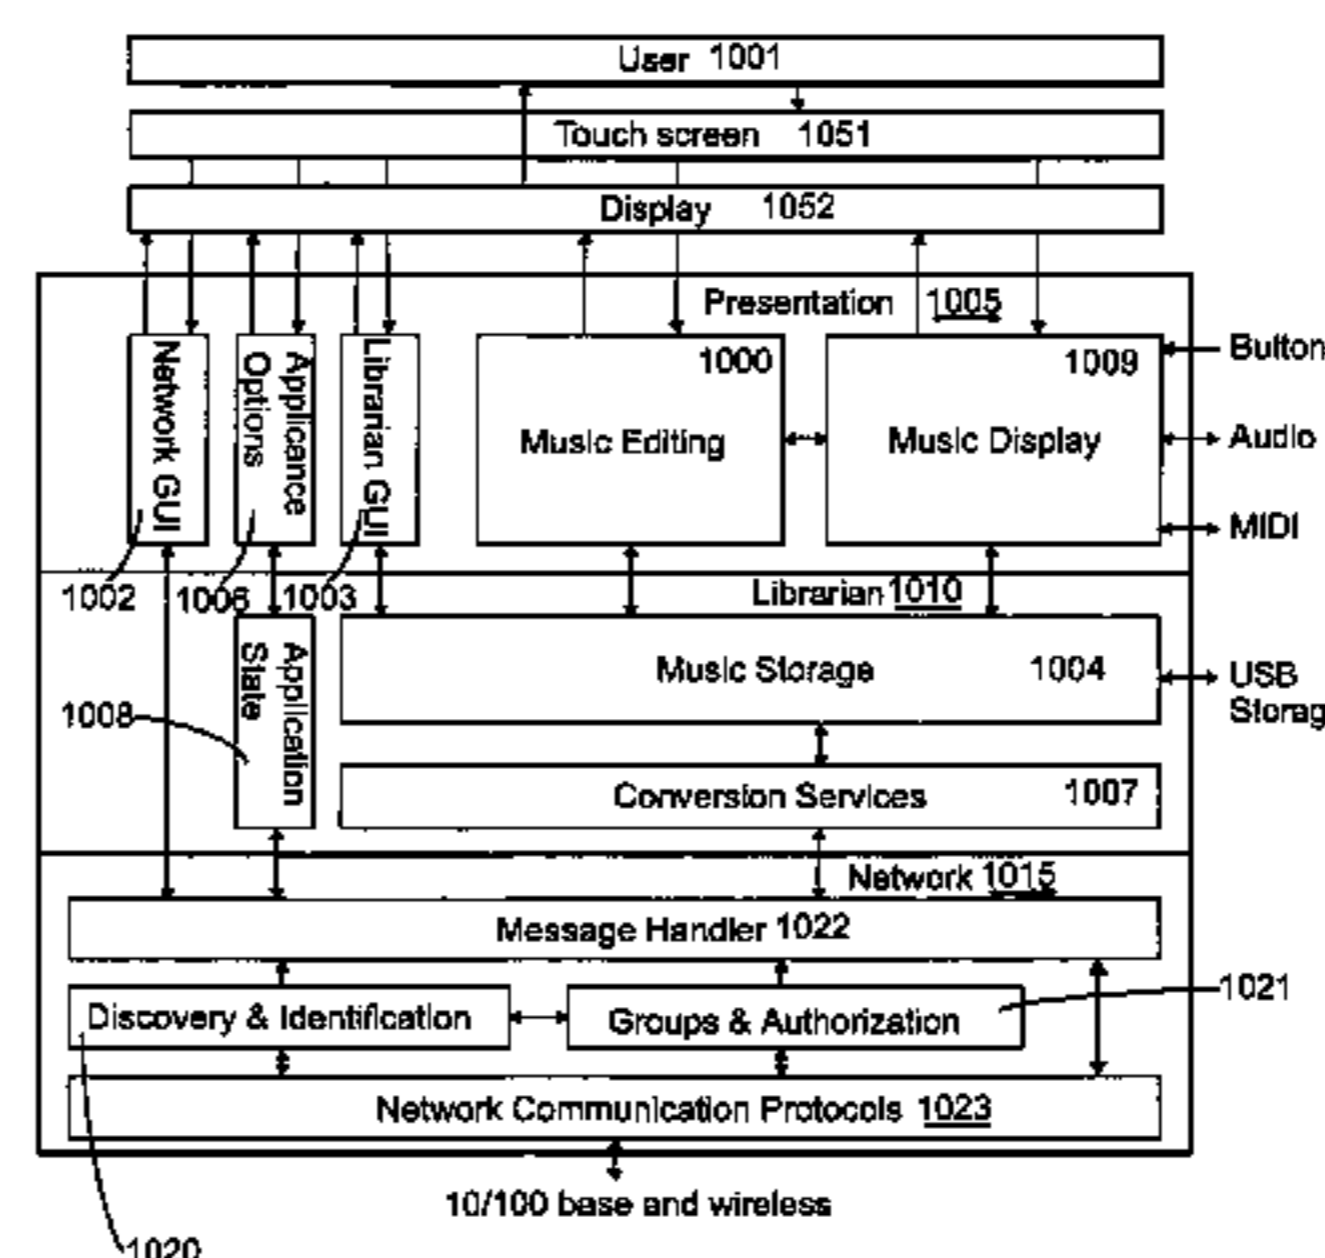 User 1001
Touch screen 1051
Display 1052
Presentation 1005
Network GUI
Applicance
Options
Librarian GUI
1000
Music Editing
1009
Music Display
Button
Audio
MIDI
1002
1006
1003
Librarian 1010
Application
State
Music Storage 1004
USB
Storag
1008
Conversion Services 1007
Network 1015
Message Handler 1022
Discovery & Identification
Groups & Authorization
1021
Network Communication Protocols 1023
10/100 base and wireless
1020